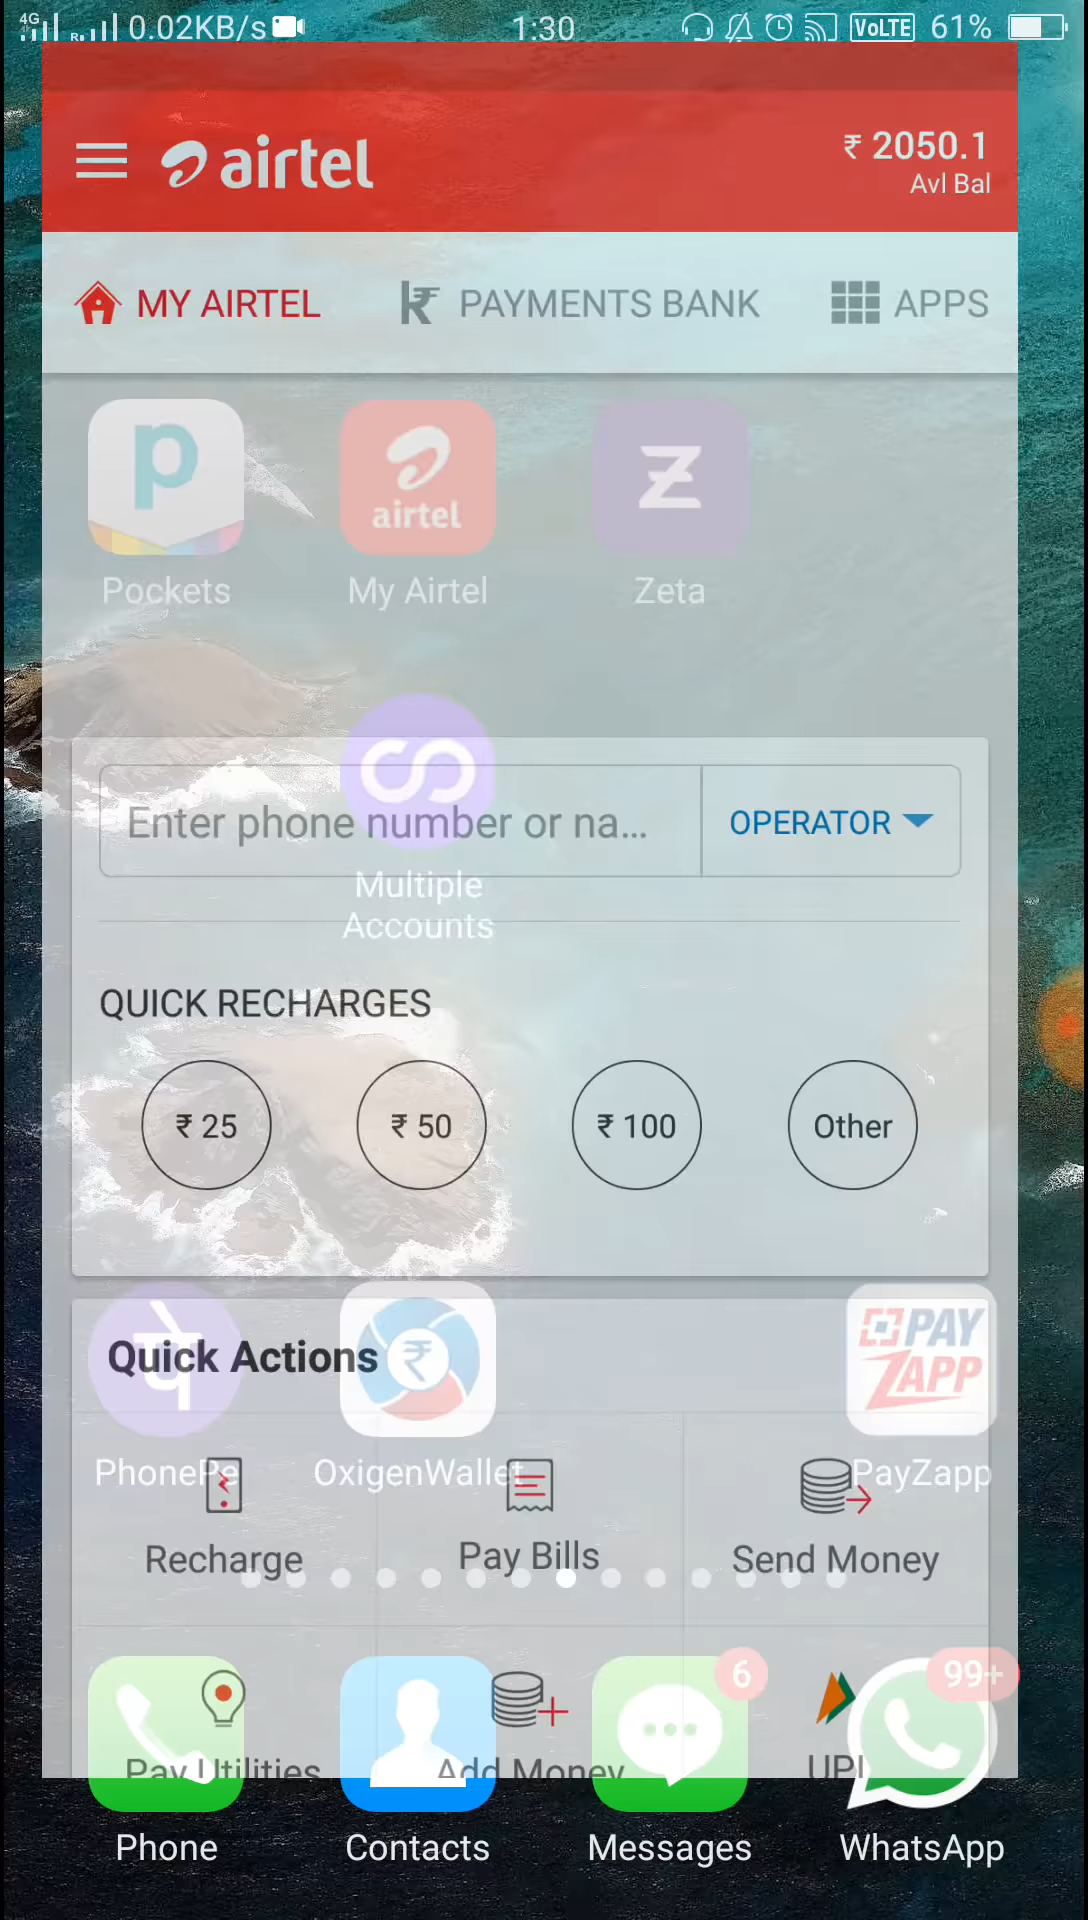 4G R 0.02KB/s 1:30 VoLTE 61%
airtel
₹ 2050.1
Avl Bal
MY AIRTEL PAYMENTS BANK APPS
airtel
Pockets My Airtel Zeta
Enter phone number or na... OPERATOR
Multiple
Accounts
QUICK RECHARGES
₹ 25 ₹ 50 ₹ 100 Other
पे
PAY
ZAPP
Quick Actions
PhonePe OxigenWallet PayZapp
Recharge Pay Bills Send Money
6 99+
Pay Utilities Add Money UPI
Phone Contacts Messages WhatsApp